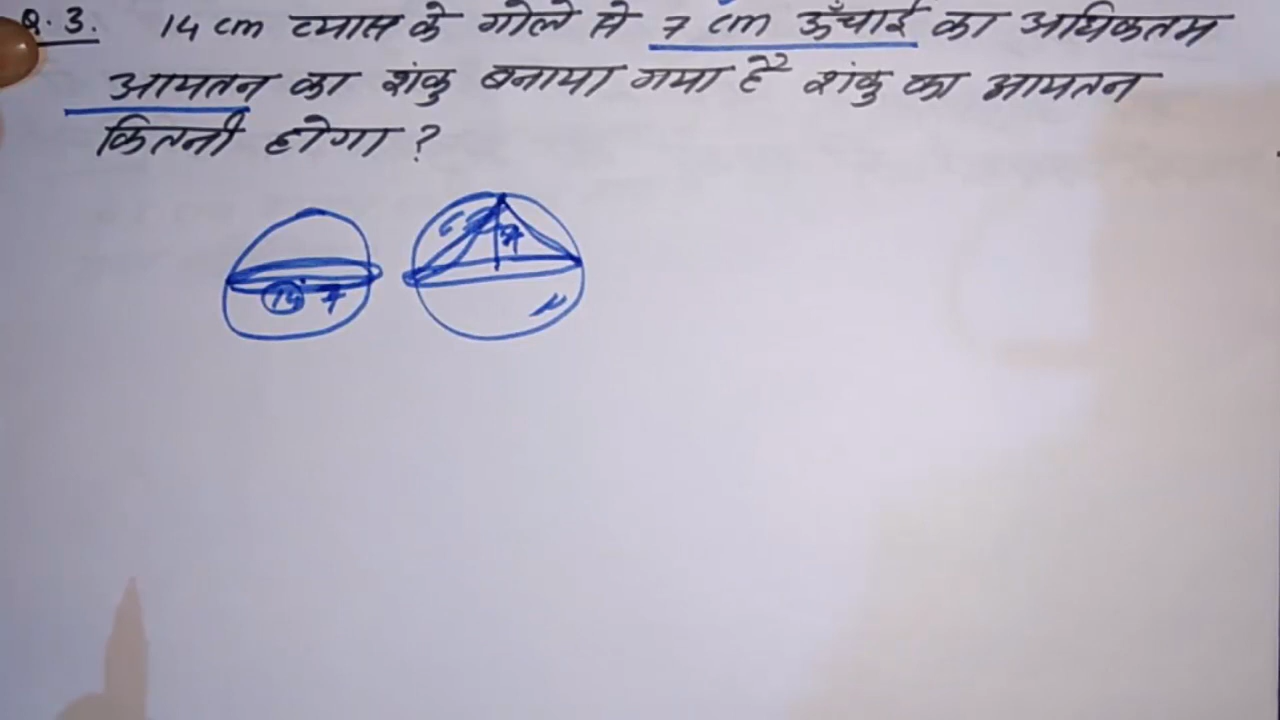 Q. 3. 14 cm व्यास के गोले से 7 cm ऊँचाई का अधिकतम
आयतन का शंकु बनाया गया है शंकु का आयतन
कितनी होगा ?
14 7
7